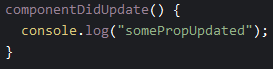 componentDidUpdate() {
  console.log("somePropUpdated");
}